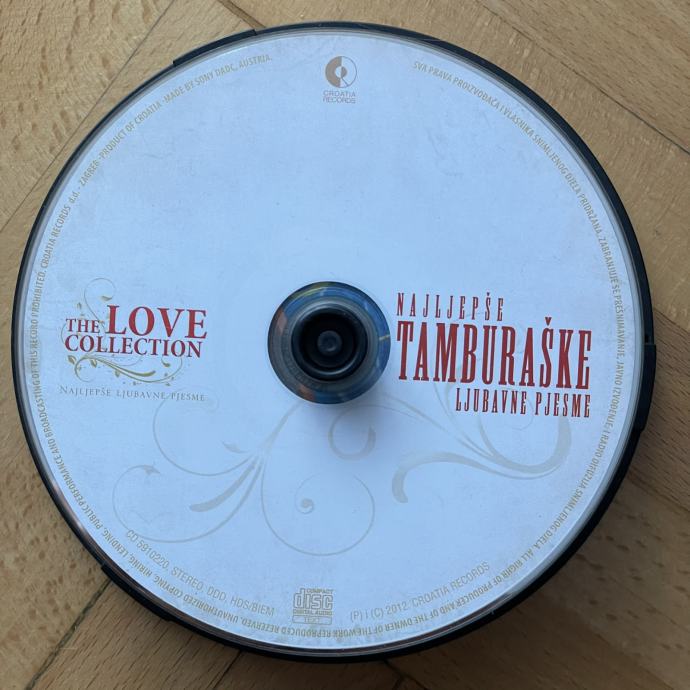 CROATIA
RECORDS
SVA PRAVA PROIZVOĐAČA I VLASNIKA SNIMLJENOG DJELA PRIDRŽANA. ZABRANJUJE SE PRESNIMAVANJE, JAVNO IZVOĐENJE I RADIO DIFUZIJA SNIMLJENOG DJELA. ALL RIGHT OF PRODUCER AND OF THE OWNER OF THE WORK REPRODUCED RESERVED. UNAUTHORIZED COPYING, HIRING, LENDING, PUBLIC PERFORMANCE AND BROADCASTING OF THIS RECORD PROHIBITED. CROATIA RECORDS d.d. - ZAGREB - PRODUCT OF CROATIA - MADE BY SONY DADC, AUSTRIA.
THE LOVE
COLLECTION
NAJLJEPŠE LJUBAVNE PJESME
NAJLJEPŠE
TAMBURAŠKE
LJUBAVNE PJESME
CD 5910220, STEREO, DDD, HDS/BIEM
COMPACT
disc
DIGITAL AUDIO
TEXT
(P) i (C) 2012. CROATIA RECORDS